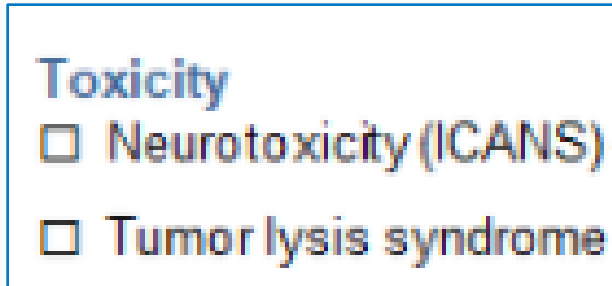 Toxicity
☐ Neurotoxicity (ICANS)
☐ Tumor lysis syndrome